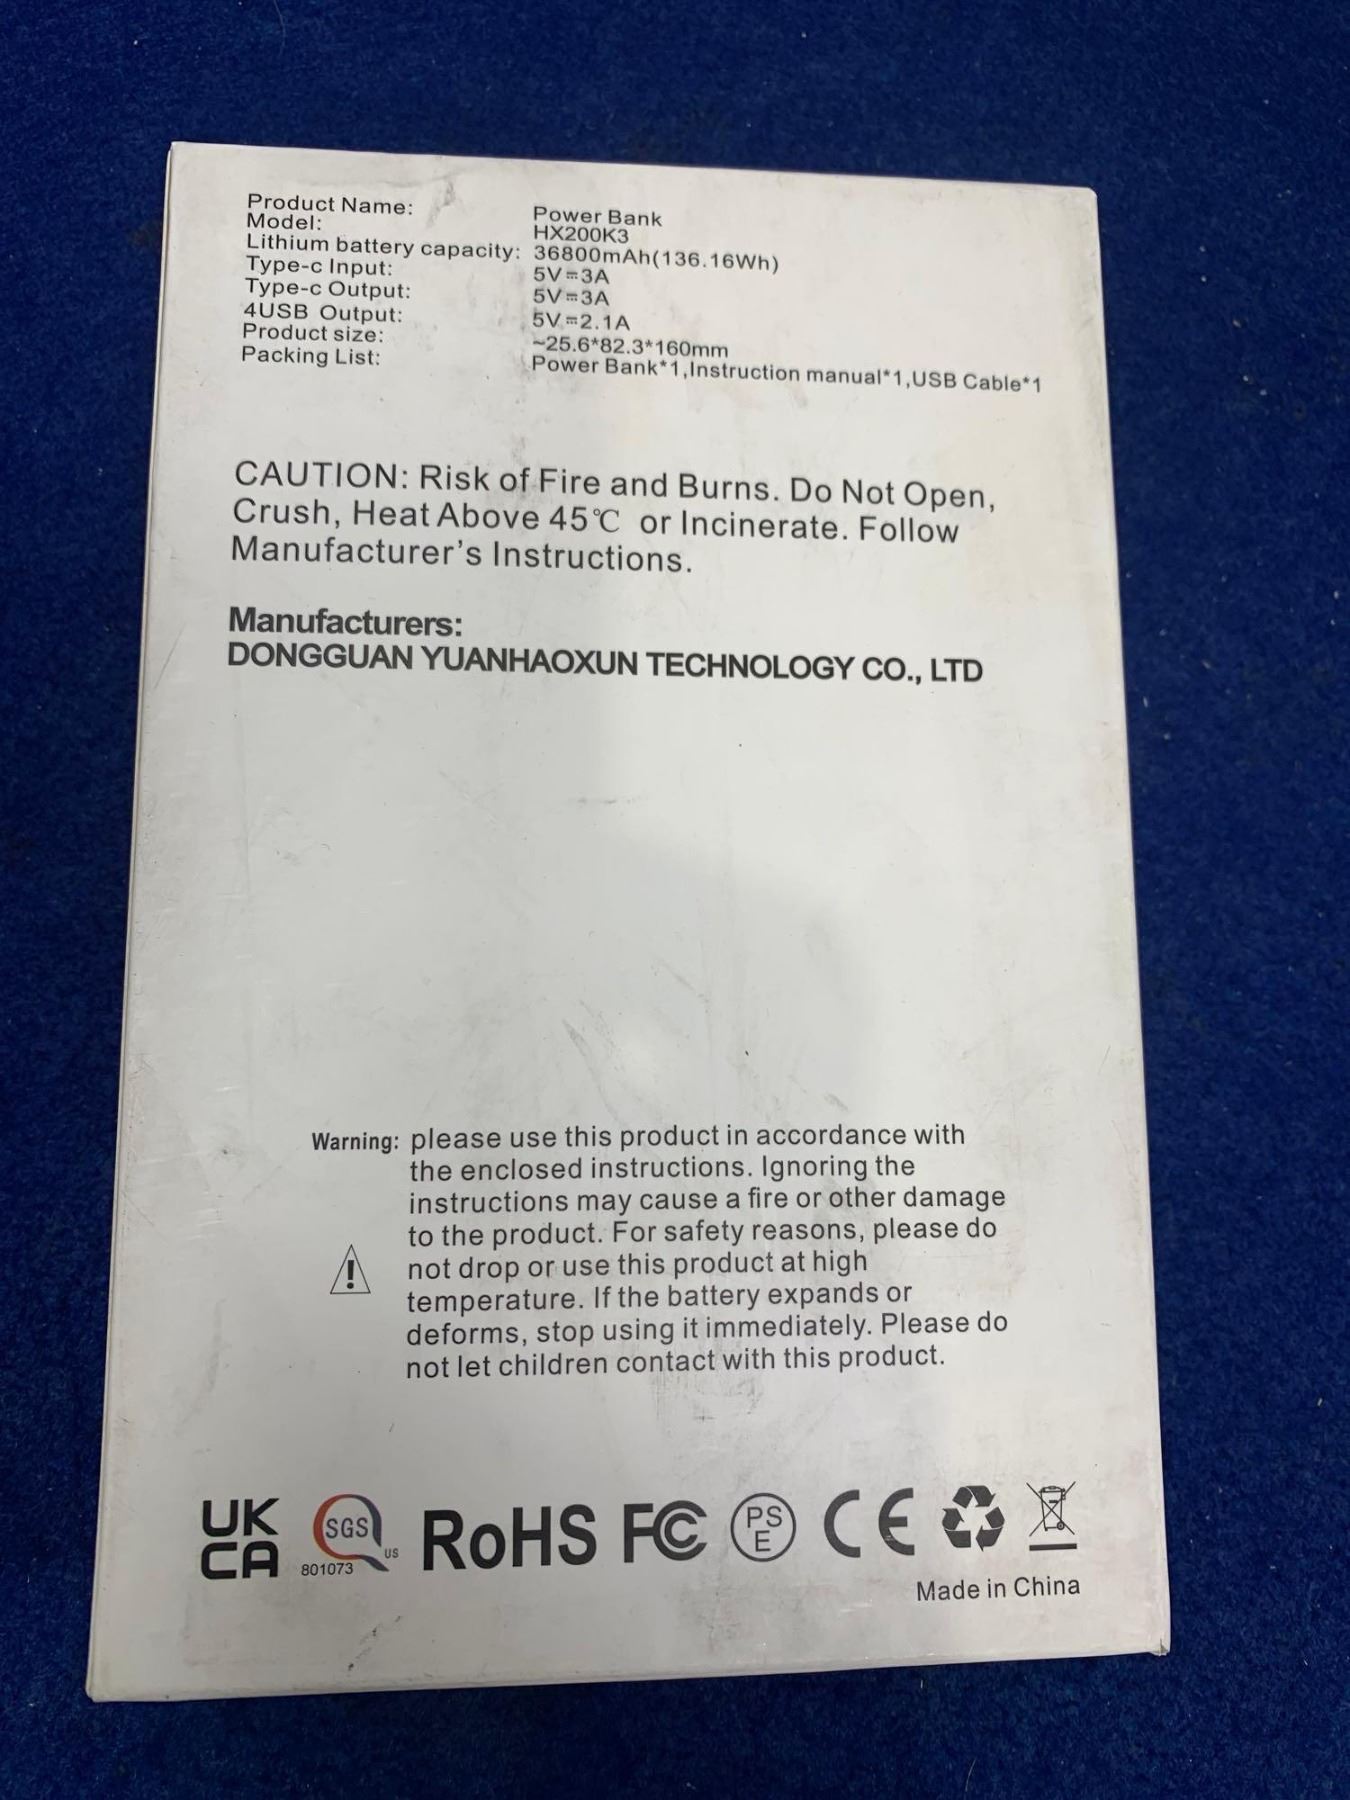 Product Name: Power Bank
Model: HX200K3
Lithium battery capacity: 36800mAh(136.16Wh)
Type-c Input: 5V⎓3A
Type-c Output: 5V⎓3A
4USB Output: 5V⎓2.1A
Product size: ~25.6*82.3*160mm
Packing List: Power Bank*1,Instruction manual*1,USB Cable*1
CAUTION: Risk of Fire and Burns. Do Not Open,
Crush, Heat Above 45℃ or Incinerate. Follow
Manufacturer's Instructions.
Manufacturers:
DONGGUAN YUANHAOXUN TECHNOLOGY CO., LTD
Warning: please use this product in accordance with
the enclosed instructions. Ignoring the
instructions may cause a fire or other damage
to the product. For safety reasons, please do
not drop or use this product at high
temperature. If the battery expands or
deforms, stop using it immediately. Please do
not let children contact with this product.
UK
CA
SGS
US
801073
RoHS
FC
PS
E
CE
Made in China